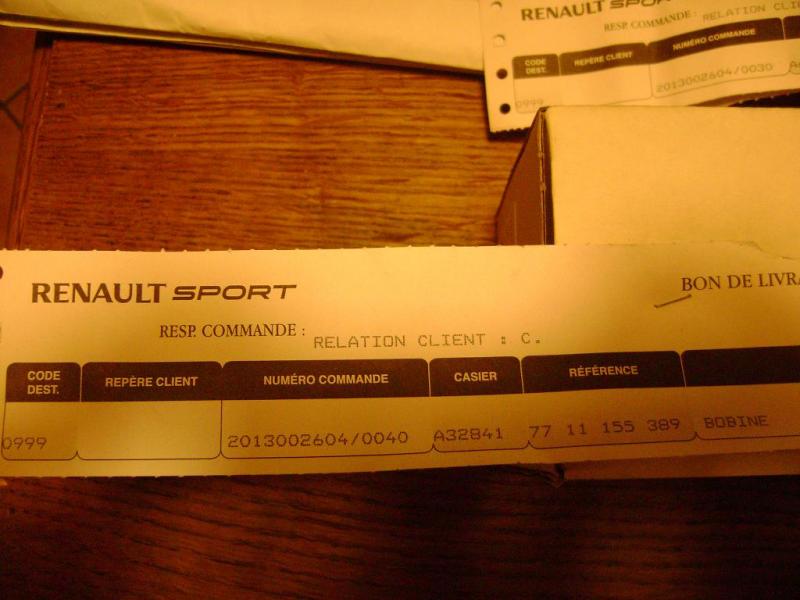 RENAULT SPORT
RESP. COMMANDE : RELATION
CODE DEST.
REPÈRE CLIENT
NUMÉRO COMMANDE
0999
2013002604/0030
RENAULT SPORT
BON DE LIVRA
RESP. COMMANDE : RELATION CLIENT : C.
CODE DEST.
REPÈRE CLIENT
NUMÉRO COMMANDE
CASIER
RÉFÉRENCE
0999
2013002604/0040
A32841
77 11 155 389
BOBINE